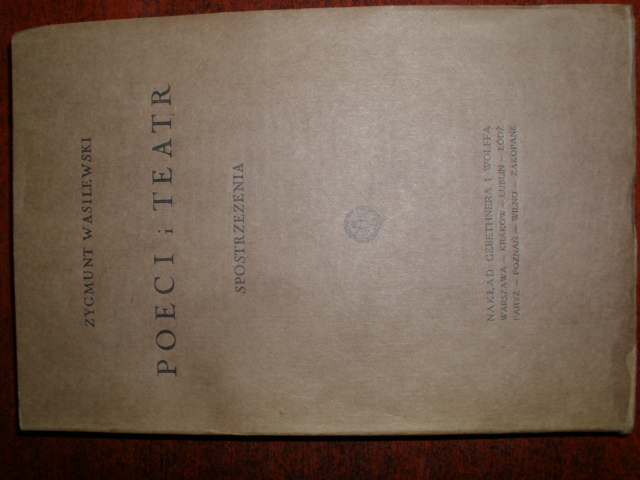 ZYGMUNT WASILEWSKI
POECI i TEATR
SPOSTRZEŻENIA
NAKŁAD GEBETHNERA I WOLFFA
WARSZAWA — KRAKÓW — LUBLIN — ŁÓDŹ
PARYŻ — POZNAŃ — WILNO — ZAKOPANE